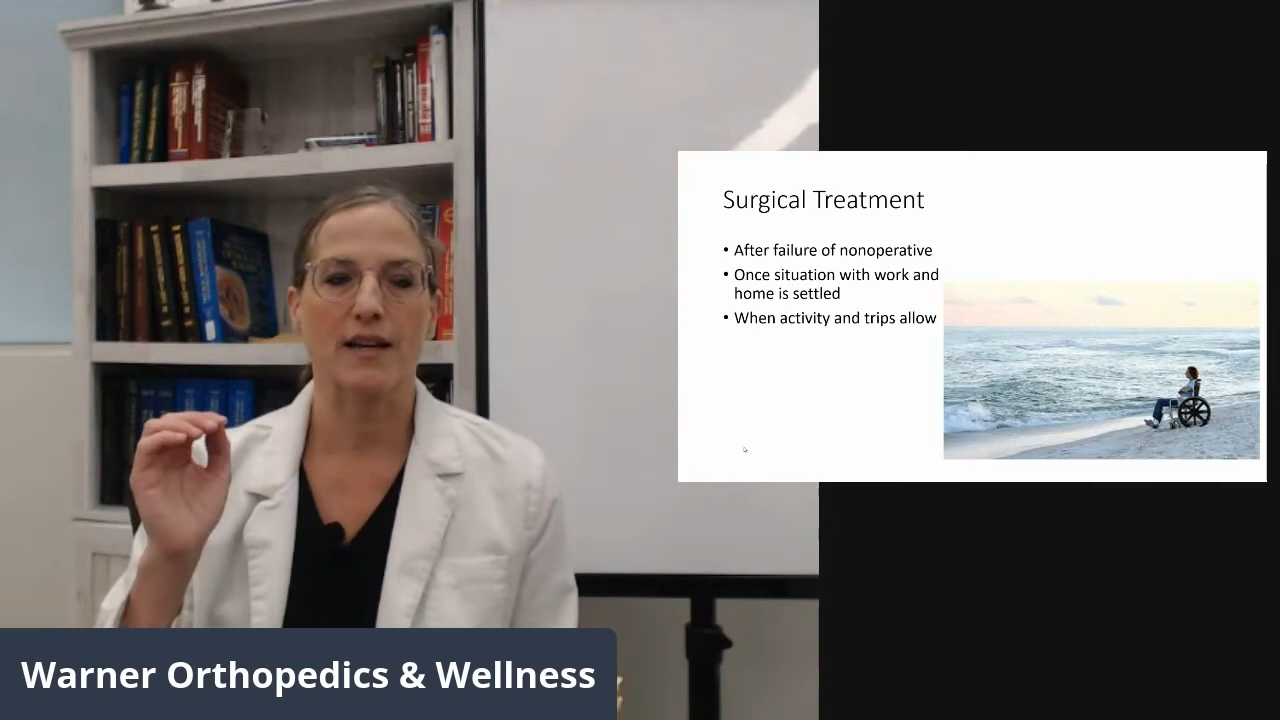 Surgical Treatment
• After failure of nonoperative
• Once situation with work and
home is settled
• When activity and trips allow
Warner Orthopedics & Wellness